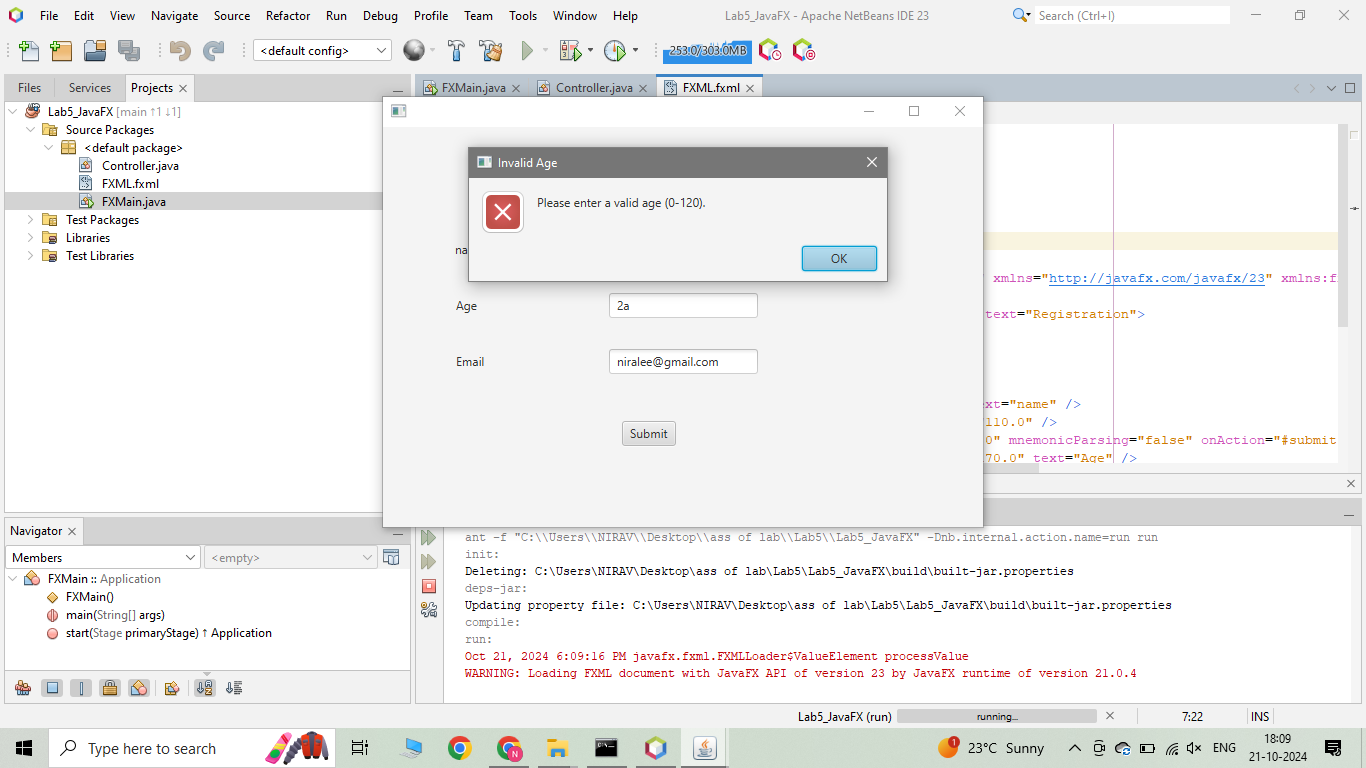 File Edit View Navigate Source Refactor Run Debug Profile Team Tools Window Help
Lab5_JavaFX - Apache NetBeans IDE 23
Search (Ctrl+I)
<default config>
253.0/303.0MB
Files Services Projects
FXMain.java Controller.java FXML.fxml
Lab5_JavaFX [main ↑1 ↓1]
Source Packages
<default package>
Controller.java
FXML.fxml
FXMain.java
Test Packages
Libraries
Test Libraries
Invalid Age
Please enter a valid age (0-120).
OK
na
Age
2a
Email
niralee@gmail.com
Submit
" xmlns="http://javafx.com/javafx/23" xmlns:f
text="Registration">
xt="name" />
110.0" />
0" mnemonicParsing="false" onAction="#submit
70.0" text="Age" />
Navigator
Members
<empty>
FXMain :: Application
FXMain()
main(String[] args)
start(Stage primaryStage) ↑ Application
ant -f "C:\\Users\\NIRAV\\Desktop\\ass of lab\\Lab5\\Lab5_JavaFX" -Dnb.internal.action.name=run run
init:
Deleting: C:\Users\NIRAV\Desktop\ass of lab\Lab5\Lab5_JavaFX\build\built-jar.properties
deps-jar:
Updating property file: C:\Users\NIRAV\Desktop\ass of lab\Lab5\Lab5_JavaFX\build\built-jar.properties
compile:
run:
Oct 21, 2024 6:09:16 PM javafx.fxml.FXMLLoader$ValueElement processValue
WARNING: Loading FXML document with JavaFX API of version 23 by JavaFX runtime of version 21.0.4
Lab5_JavaFX (run)
running...
7:22
INS
Type here to search
23°C Sunny
ENG
18:09
21-10-2024